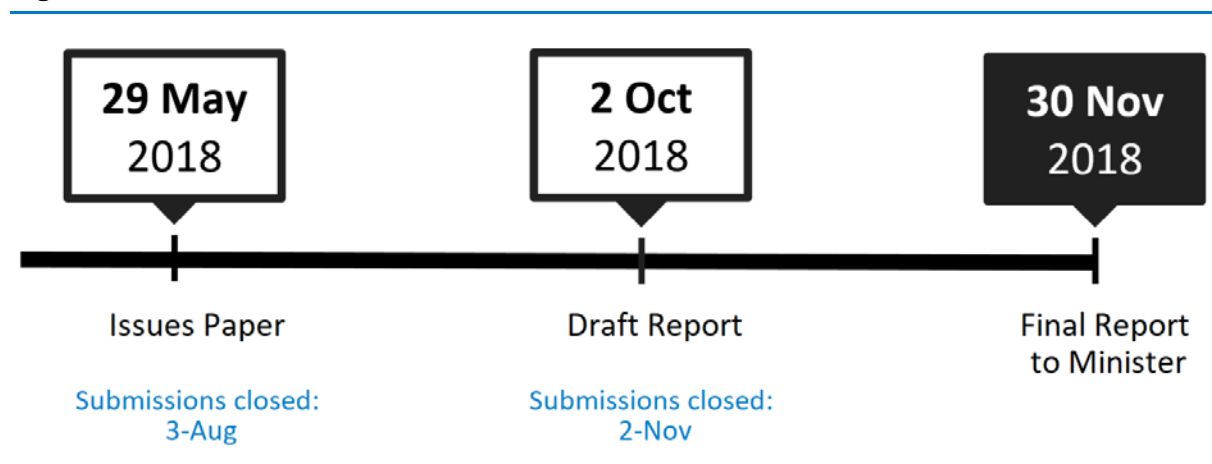 29 May
2018
2 Oct
2018
30 Nov
2018
Issues Paper
Draft Report
Final Report
to Minister
Submissions closed:
3-Aug
Submissions closed:
2-Nov